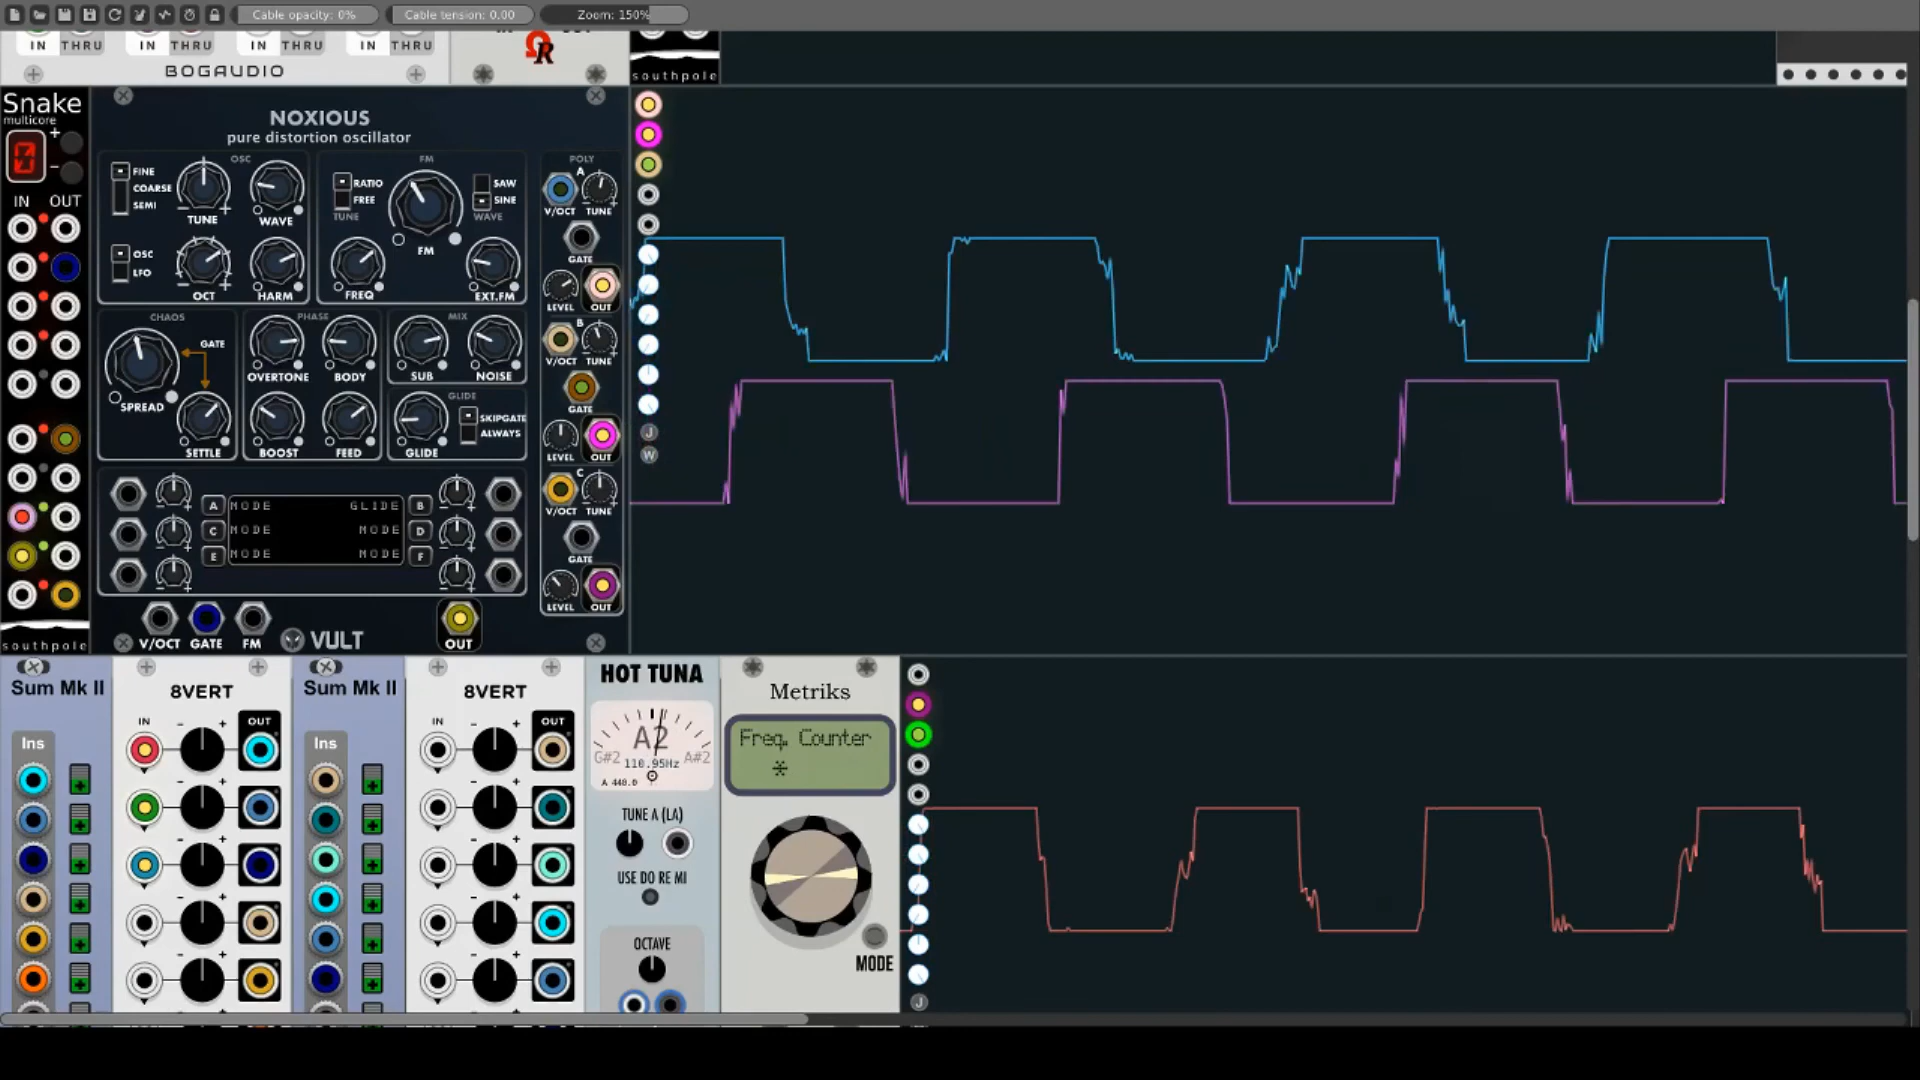 Cable opacity: 0%
Cable tension: 0.00
Zoom: 150%
IN THRU IN THRU IN THRU IN THRU
BOGAUDIO
R
southpole
Snake
multicore
+
-
IN OUT
southpole
NOXIOUS
pure distortion oscillator
OSC
FINE
COARSE
SEMI
TUNE
WAVE
OSC
LFO
OCT
HARM
FM
RATIO
FREE
TUNE
SAW
SINE
WAVE
FM
FREQ
EXT.FM
CHAOS
GATE
SPREAD
SETTLE
PHASE
OVERTONE BODY
BOOST FEED
MIX
SUB NOISE
GLIDE
SKIPGATE
ALWAYS
GLIDE
POLY
A
V/OCT TUNE
GATE
LEVEL OUT
B
V/OCT TUNE
GATE
LEVEL OUT
C
V/OCT TUNE
GATE
LEVEL OUT
A MODE GLIDE B
C MODE MODE D
E MODE MODE F
V/OCT GATE FM
VULT
OUT
J
W
Sum Mk II
Ins
8VERT
IN - + OUT
- +
- +
- +
- +
Sum Mk II
Ins
8VERT
IN - + OUT
- +
- +
- +
- +
HOT TUNA
A2
G#2 A#2
110.95Hz
A 440.0
TUNE A (LA)
USE DO RE MI
OCTAVE
Metriks
Freq. Counter
*
MODE
J